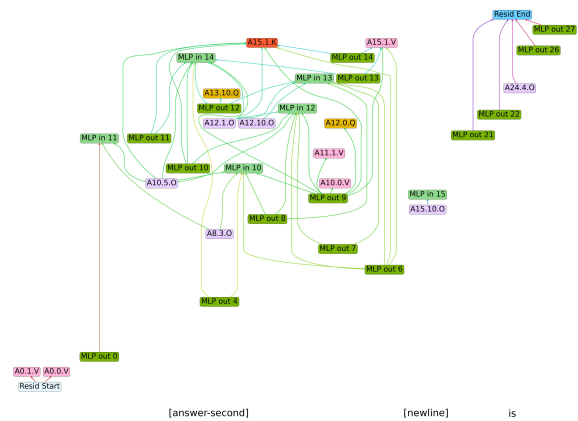 Resid End
MLP out 27
A15.1.K
A15.1.V
MLP out 26
MLP in 14
MLP out 14
MLP in 13
MLP out 13
A24.4.O
A13.10.Q
MLP out 12
MLP in 12
MLP out 22
A12.1.O
A12.10.O
A12.0.Q
MLP out 21
MLP in 11
MLP out 11
A11.1.V
MLP out 10
MLP in 10
A10.5.O
A10.0.V
MLP out 9
MLP in 15
A15.10.O
MLP out 8
A8.3.O
MLP out 7
MLP out 6
MLP out 4
MLP out 0
A0.1.V
A0.0.V
Resid Start
[answer-second]
[newline]
is